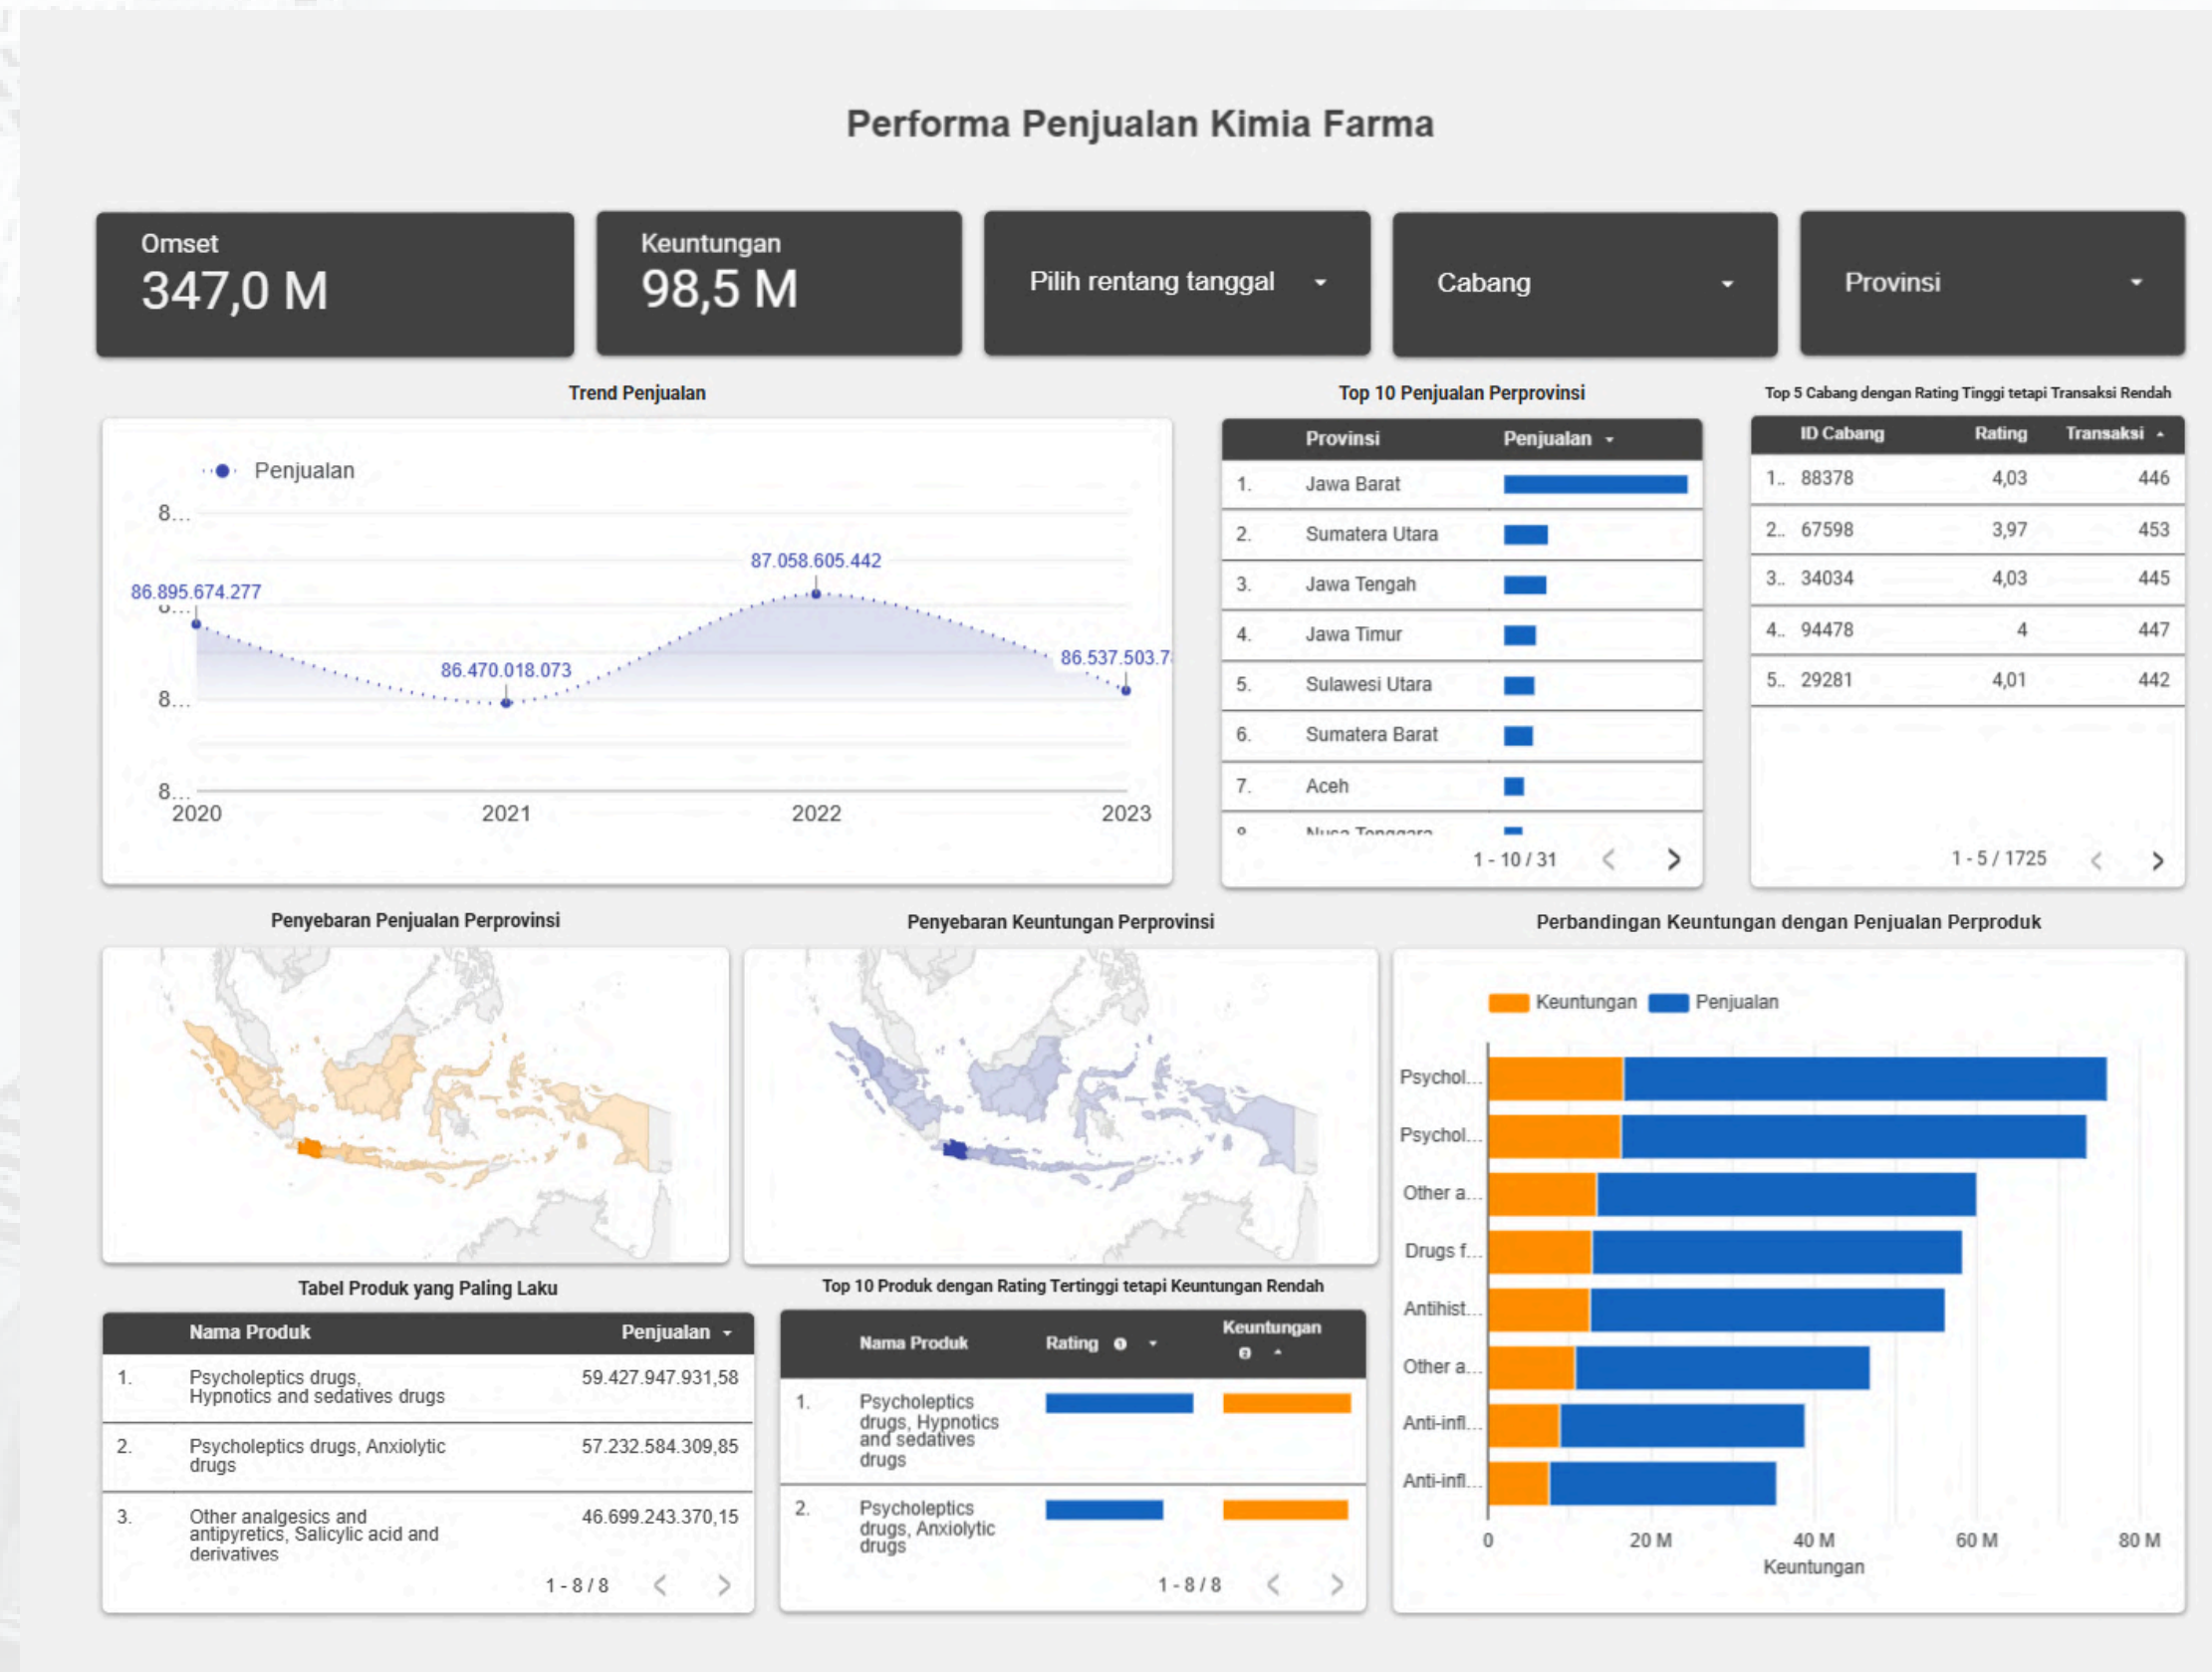 Performa Penjualan Kimia Farma
Omset
347,0 M
Keuntungan
98,5 M
Pilih rentang tanggal
Cabang
Provinsi
Trend Penjualan
Penjualan
8...
8...
8...
86.895.674.277
86.470.018.073
87.058.605.442
86.537.503.7
2020
2021
2022
2023
Top 10 Penjualan Perprovinsi
Provinsi Penjualan
1. Jawa Barat
2. Sumatera Utara
3. Jawa Tengah
4. Jawa Timur
5. Sulawesi Utara
6. Sumatera Barat
7. Aceh
Nusa Tenggara
1 - 10 / 31
Top 5 Cabang dengan Rating Tinggi tetapi Transaksi Rendah
ID Cabang Rating Transaksi
1.. 88378 4,03 446
2.. 67598 3,97 453
3.. 34034 4,03 445
4.. 94478 4 447
5.. 29281 4,01 442
1 - 5 / 1725
Penyebaran Penjualan Perprovinsi
Penyebaran Keuntungan Perprovinsi
Perbandingan Keuntungan dengan Penjualan Perproduk
Keuntungan
Penjualan
Psychol...
Psychol...
Other a...
Drugs f...
Antihist...
Other a...
Anti-infl...
Anti-infl...
0
20 M
40 M
60 M
80 M
Keuntungan
Tabel Produk yang Paling Laku
Nama Produk Penjualan
1. Psycholeptics drugs, 59.427.947.931,58
Hypnotics and sedatives drugs
2. Psycholeptics drugs, Anxiolytic 57.232.584.309,85
drugs
3. Other analgesics and 46.699.243.370,15
antipyretics, Salicylic acid and
derivatives
1 - 8 / 8
Top 10 Produk dengan Rating Tertinggi tetapi Keuntungan Rendah
Nama Produk Rating 1 Keuntungan
2
1. Psycholeptics
drugs, Hypnotics
and sedatives
drugs
2. Psycholeptics
drugs, Anxiolytic
drugs
1 - 8 / 8